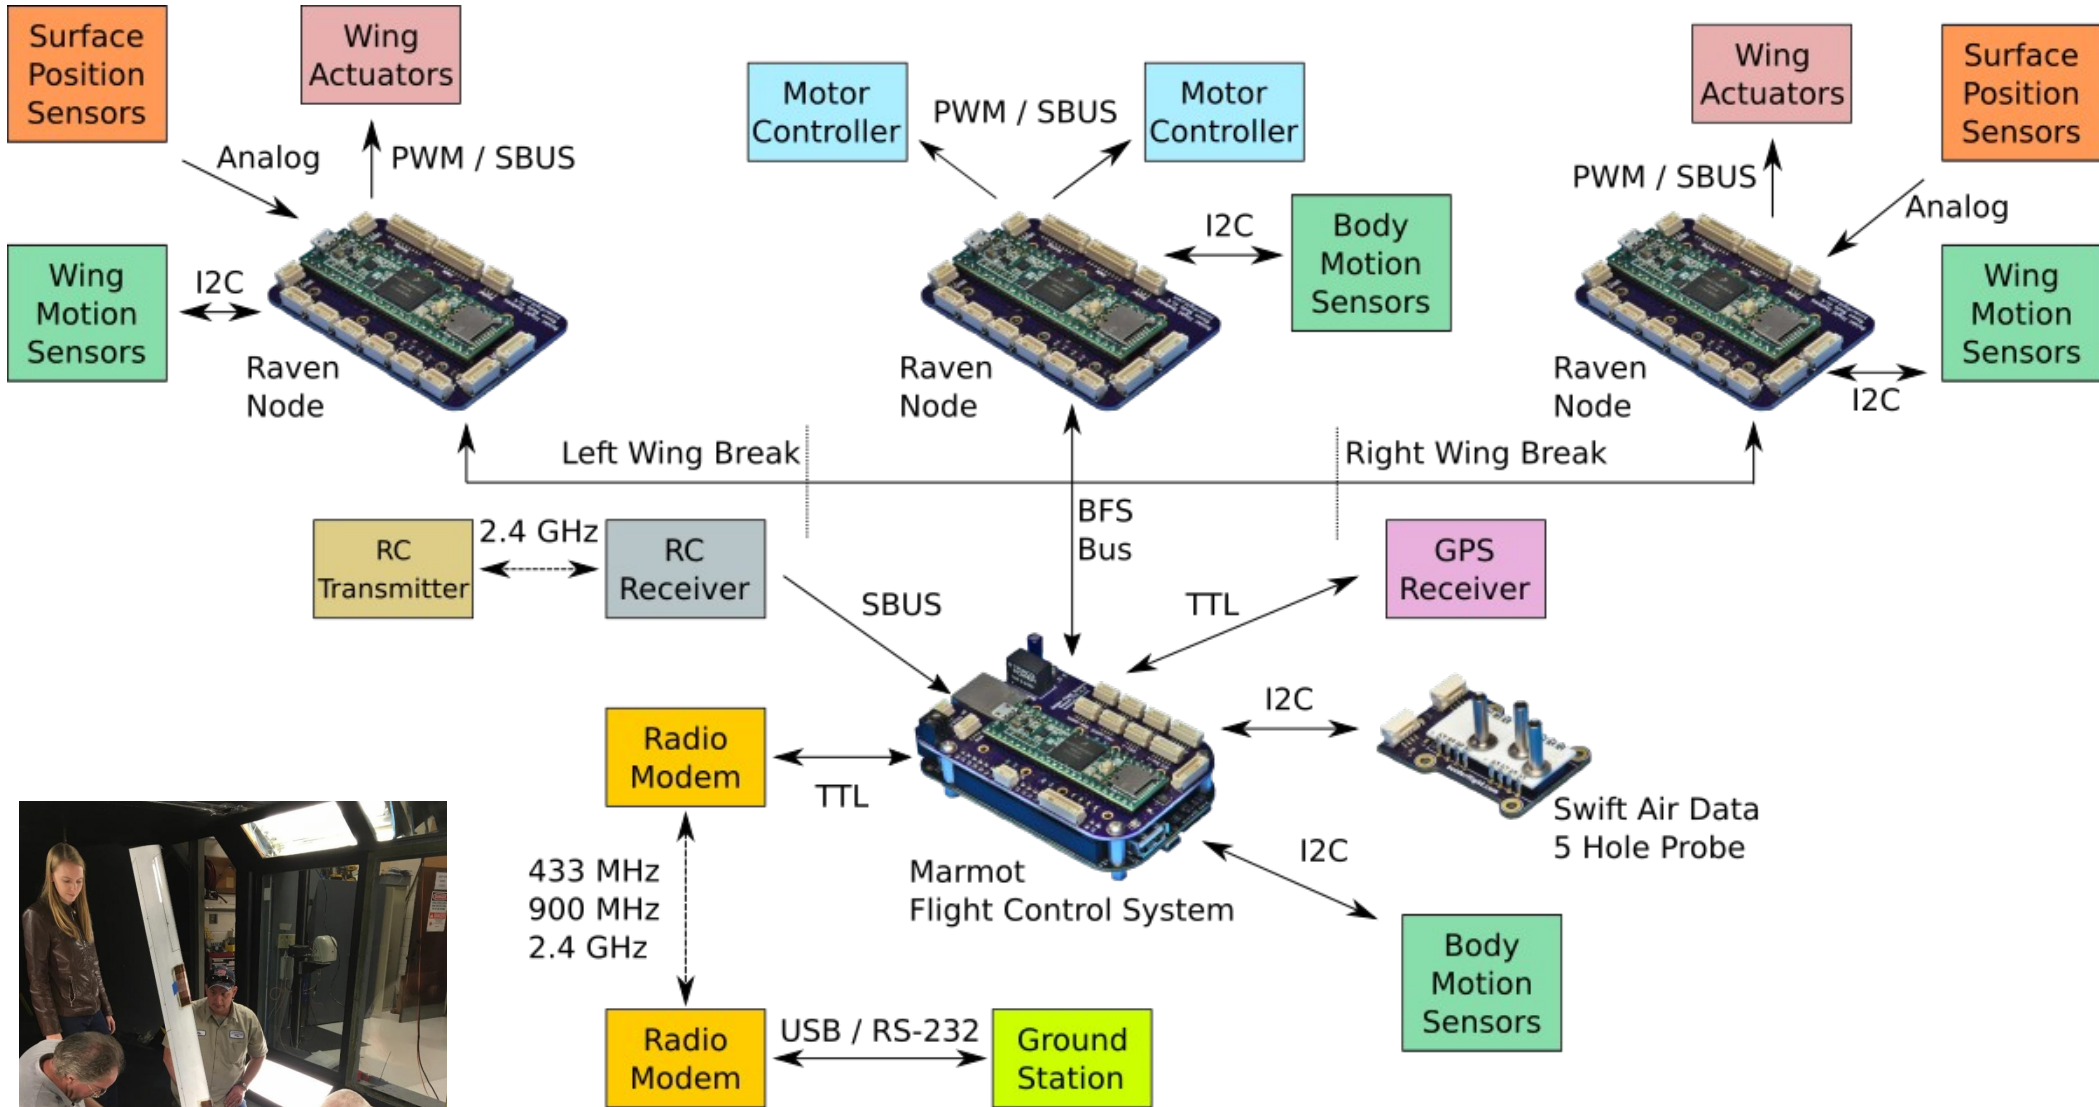 Surface
Position
Sensors
Wing
Actuators
Analog
PWM / SBUS
Wing
Motion
Sensors
I2C
Raven
Node
Motor
Controller
PWM / SBUS
Motor
Controller
I2C
Body
Motion
Sensors
Raven
Node
Wing
Actuators
Surface
Position
Sensors
PWM / SBUS
Analog
Wing
Motion
Sensors
I2C
Raven
Node
Left Wing Break
Right Wing Break
BFS
Bus
RC
Transmitter
2.4 GHz
RC
Receiver
SBUS
TTL
GPS
Receiver
Radio
Modem
TTL
I2C
Swift Air Data
5 Hole Probe
I2C
Marmot
Flight Control System
433 MHz
900 MHz
2.4 GHz
Body
Motion
Sensors
Radio
Modem
USB / RS-232
Ground
Station